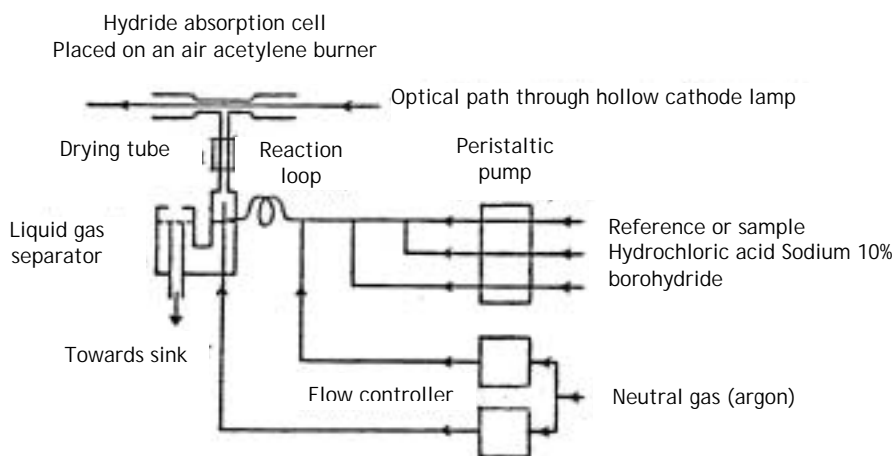 Hydride absorption cell
Placed on an air acetylene burner
Optical path through hollow cathode lamp
Drying tube
Reaction
loop
Peristaltic
pump
Liquid gas
separator
Reference or sample
Hydrochloric acid Sodium 10%
borohydride
Towards sink
Flow controller
Neutral gas (argon)